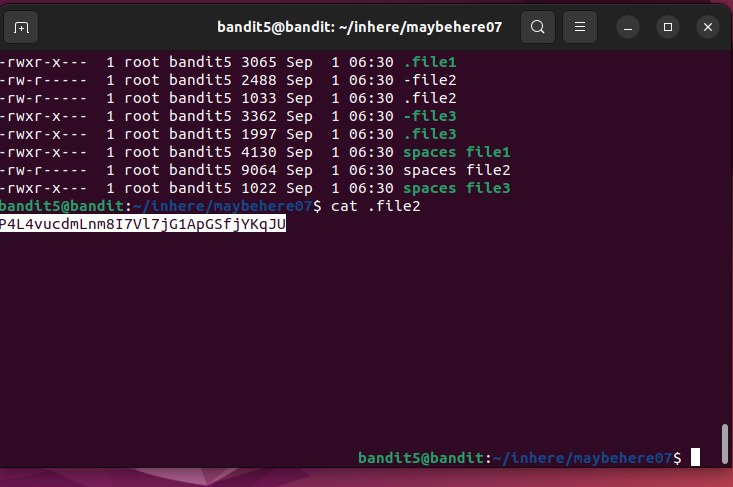 bandit5@bandit: ~/inhere/maybehere07
-rwxr-x--- 1 root bandit5 3065 Sep  1 06:30 .file1
-rw-r----- 1 root bandit5 2488 Sep  1 06:30 -file2
-rw-r----- 1 root bandit5 1033 Sep  1 06:30 .file2
-rwxr-x--- 1 root bandit5 3362 Sep  1 06:30 -file3
-rwxr-x--- 1 root bandit5 1997 Sep  1 06:30 .file3
-rwxr-x--- 1 root bandit5 4130 Sep  1 06:30 spaces file1
-rw-r----- 1 root bandit5 9064 Sep  1 06:30 spaces file2
-rwxr-x--- 1 root bandit5 1022 Sep  1 06:30 spaces file3
bandit5@bandit:~/inhere/maybehere07$ cat .file2
P4L4vucdmLnm8I7Vl7jG1ApGSfjYKqJU
bandit5@bandit:~/inhere/maybehere07$